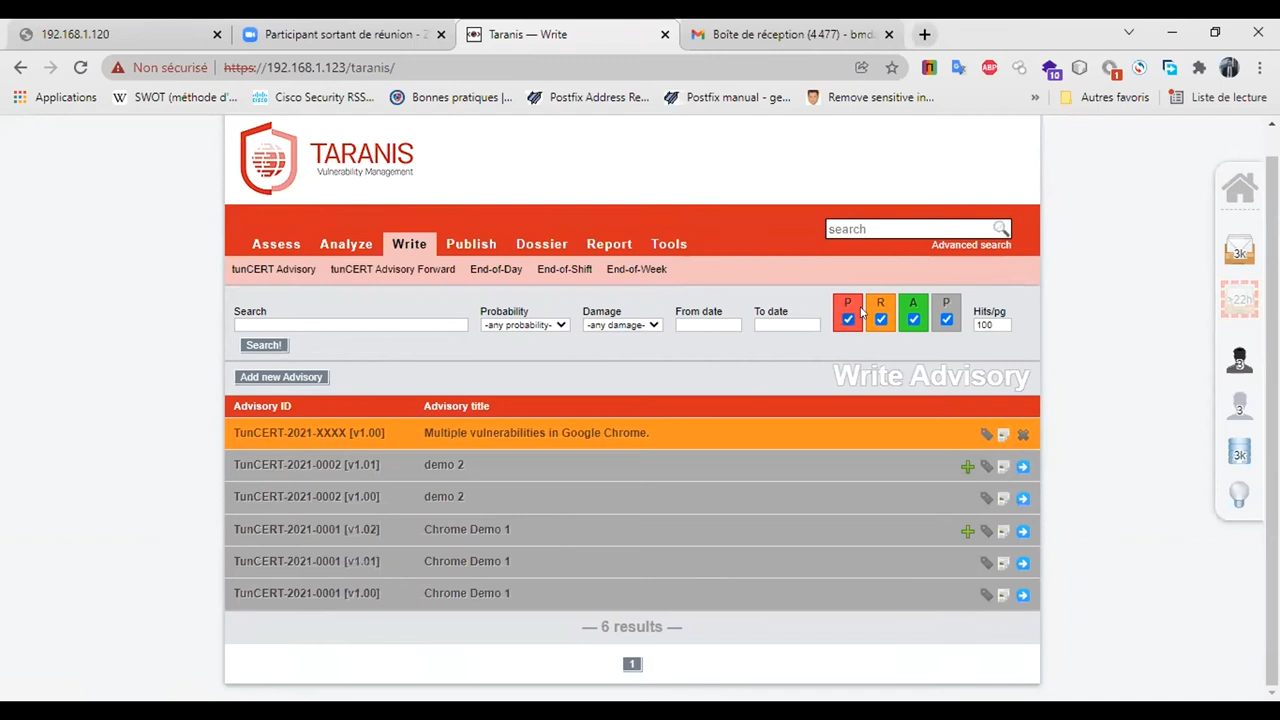 192.168.1.120
Participant sortant de réunion - Z
Taranis — Write
Boîte de réception (4 477) - bmda
Non sécurisé https://192.168.1.123/taranis/
10
1
Applications
SWOT (méthode d'...
Cisco Security RSS...
Bonnes pratiques |...
Postfix Address Re...
Postfix manual - ge...
Remove sensitive in...
»
Autres favoris
Liste de lecture
TARANIS
Vulnerability Management
search
Assess Analyze Write Publish Dossier Report Tools
Advanced search
tunCERT Advisory tunCERT Advisory Forward End-of-Day End-of-Shift End-of-Week
Search
Probability
-any probability-
Damage
-any damage-
From date
To date
P R A P
Hits/pg
100
Search!
Add new Advisory
Write Advisory
Advisory ID Advisory title
TunCERT-2021-XXXX [v1.00] Multiple vulnerabilities in Google Chrome.
TunCERT-2021-0002 [v1.01] demo 2
TunCERT-2021-0002 [v1.00] demo 2
TunCERT-2021-0001 [v1.02] Chrome Demo 1
TunCERT-2021-0001 [v1.01] Chrome Demo 1
TunCERT-2021-0001 [v1.00] Chrome Demo 1
— 6 results —
1
3k
>22h
3
3
3k